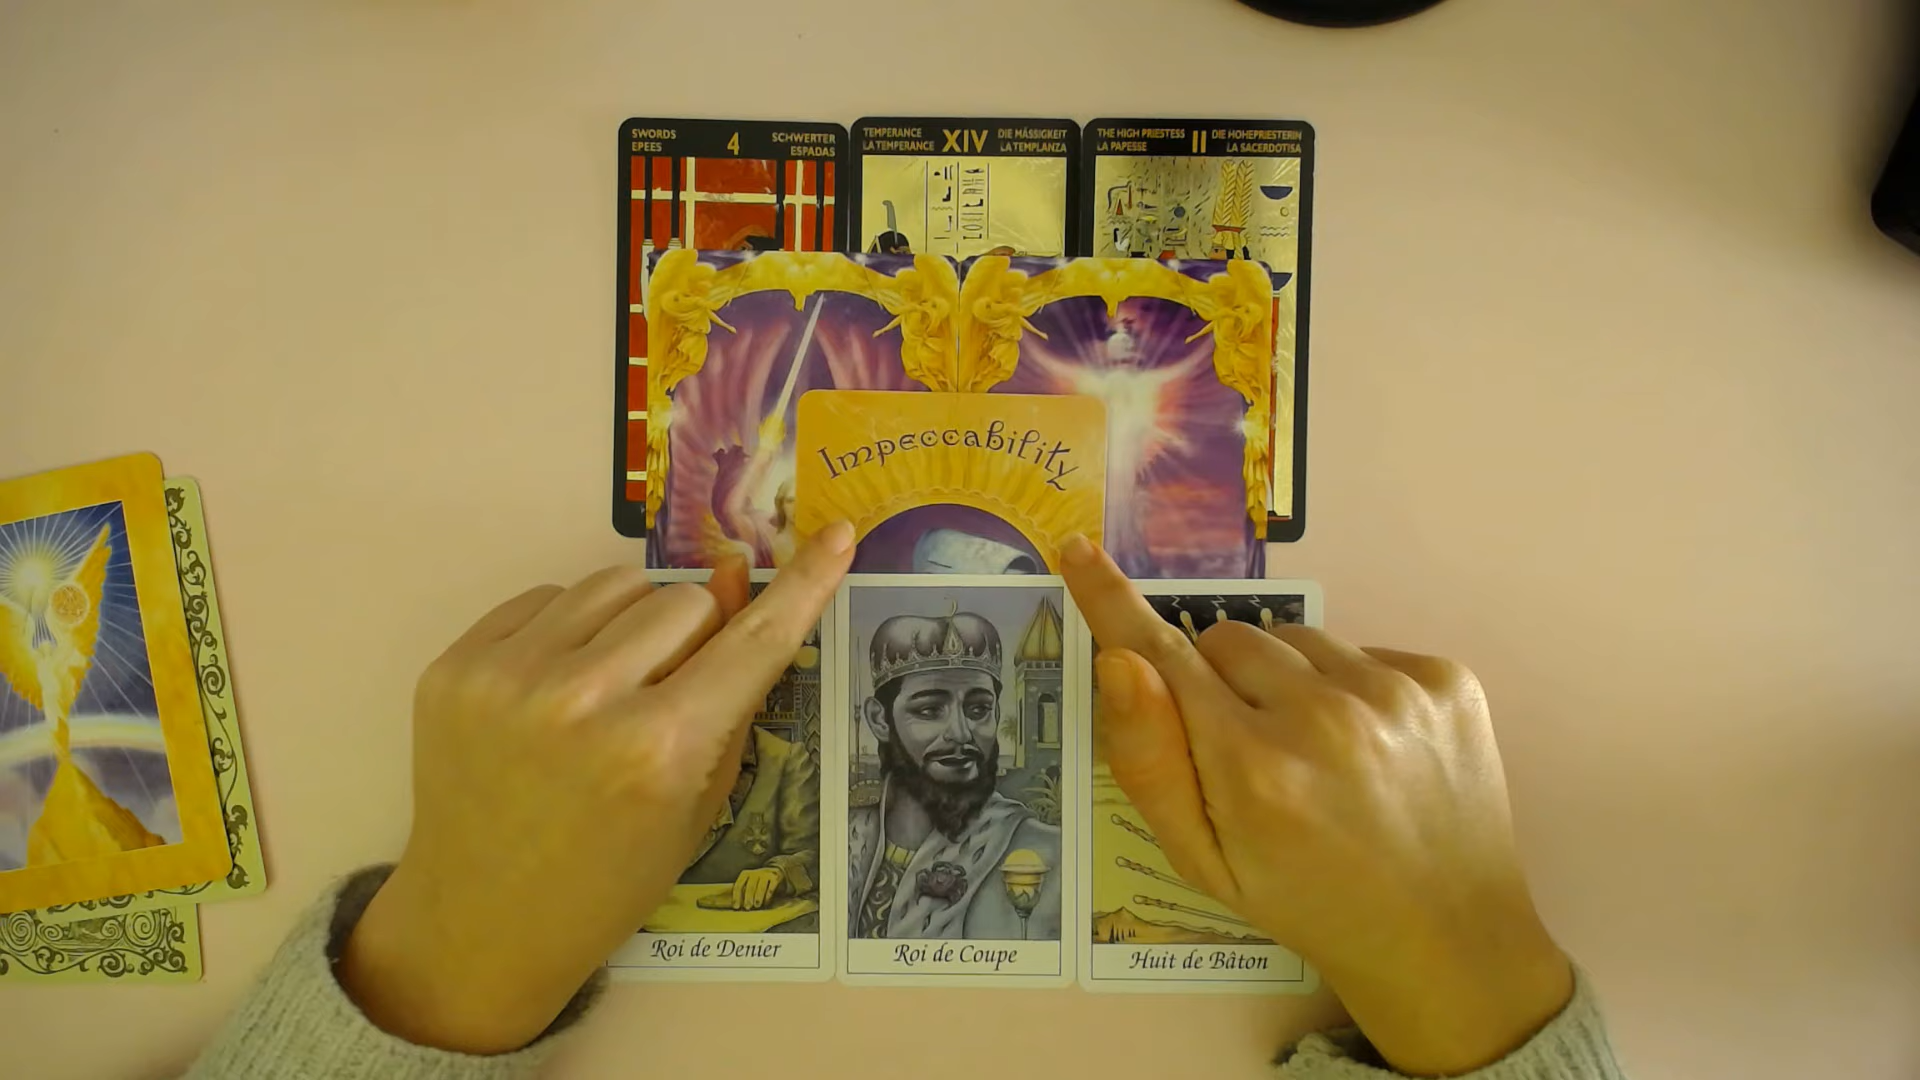 SWORDS 4 SCHWERTER
EPEES ESPADAS
TEMPERANCE XIV DIE MÄSSIGKEIT
LA TEMPERANCE LA TEMPLANZA
THE HIGH PRIESTESS II DIE HOHEPRIESTERIN
LA PAPESSE LA SACERDOTISA
Impeccability
Roi de Denier
Roi de Coupe
Huit de Bâton